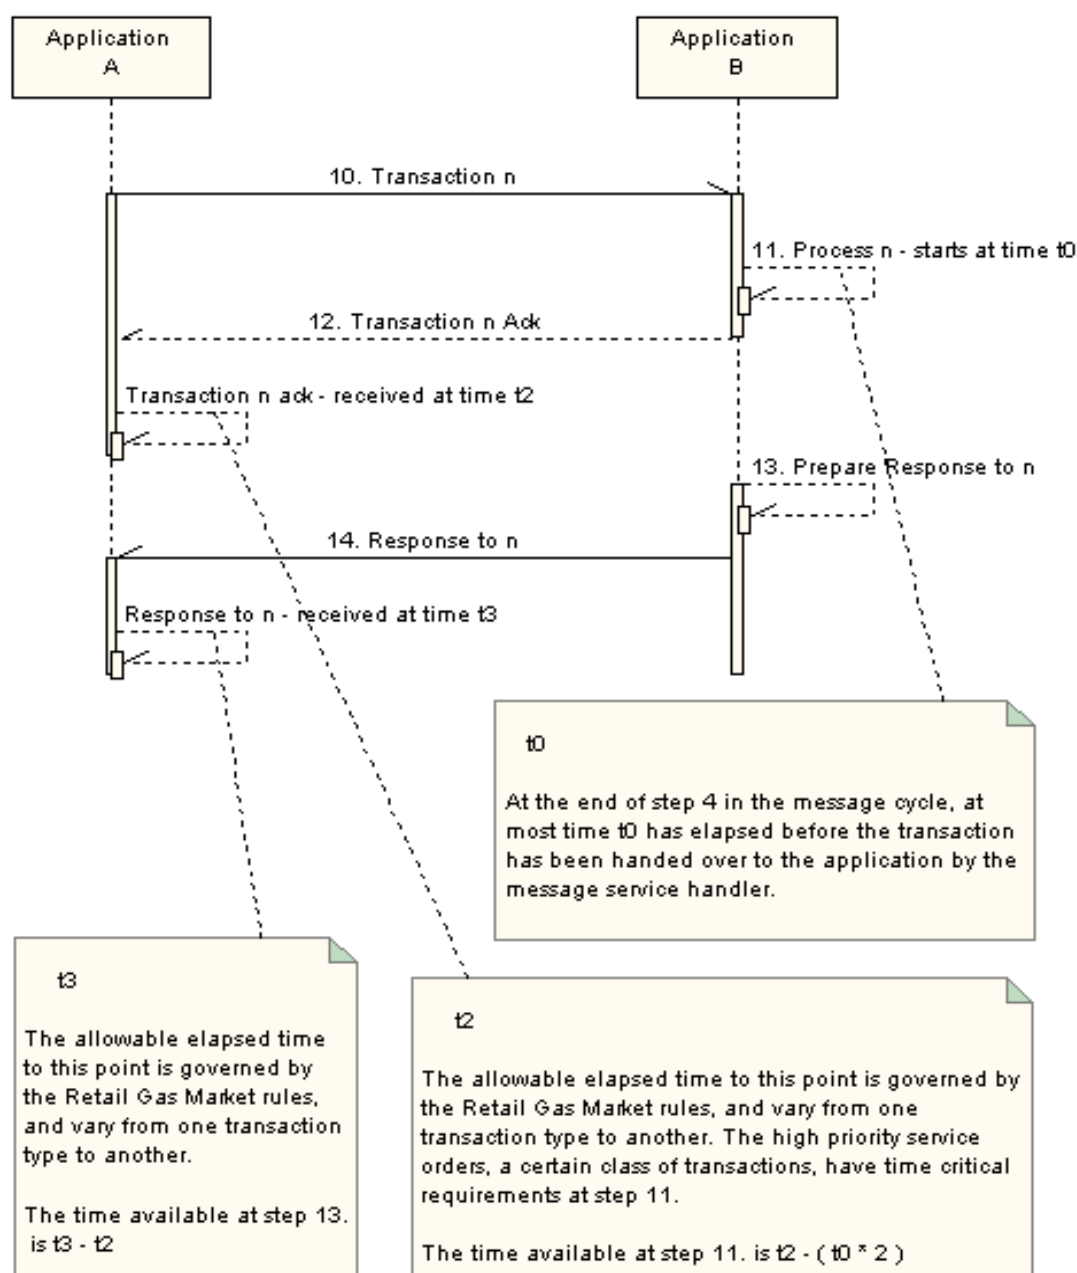 Application
A
Application
B
10. Transaction n
11. Process n - starts at time t0
12. Transaction n Ack
Transaction n ack - received at time t2
13. Prepare Response to n
14. Response to n
Response to n - received at time t3
t0
At the end of step 4 in the message cycle, at
most time t0 has elapsed before the transaction
has been handed over to the application by the
message service handler.
t3
The allowable elapsed time
to this point is governed by
the Retail Gas Market rules,
and vary from one transaction
type to another.
The time available at step 13.
is t3 - t2
t2
The allowable elapsed time to this point is governed by
the Retail Gas Market rules, and vary from one
transaction type to another. The high priority service
orders, a certain class of transactions, have time critical
requirements at step 11.
The time available at step 11. is t2 - ( t0 * 2 )